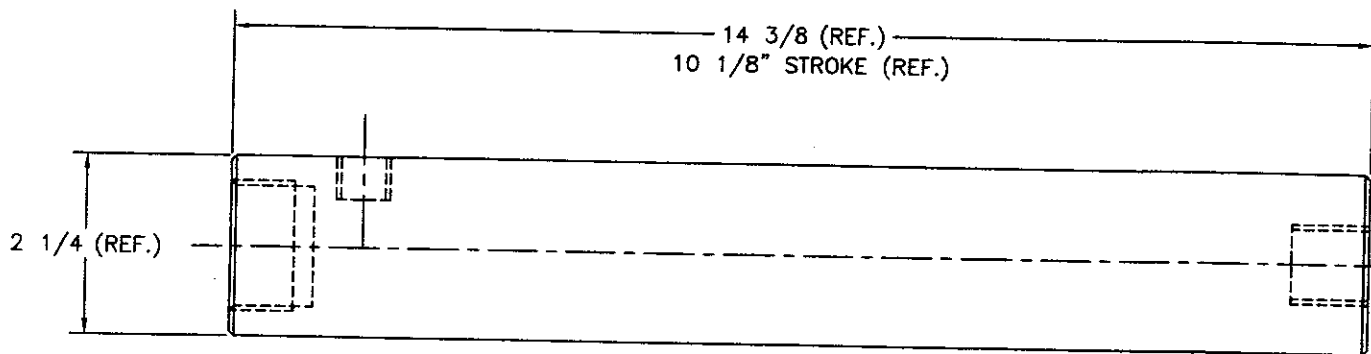 14 3/8 (REF.)
10 1/8" STROKE (REF.)
2 1/4 (REF.)